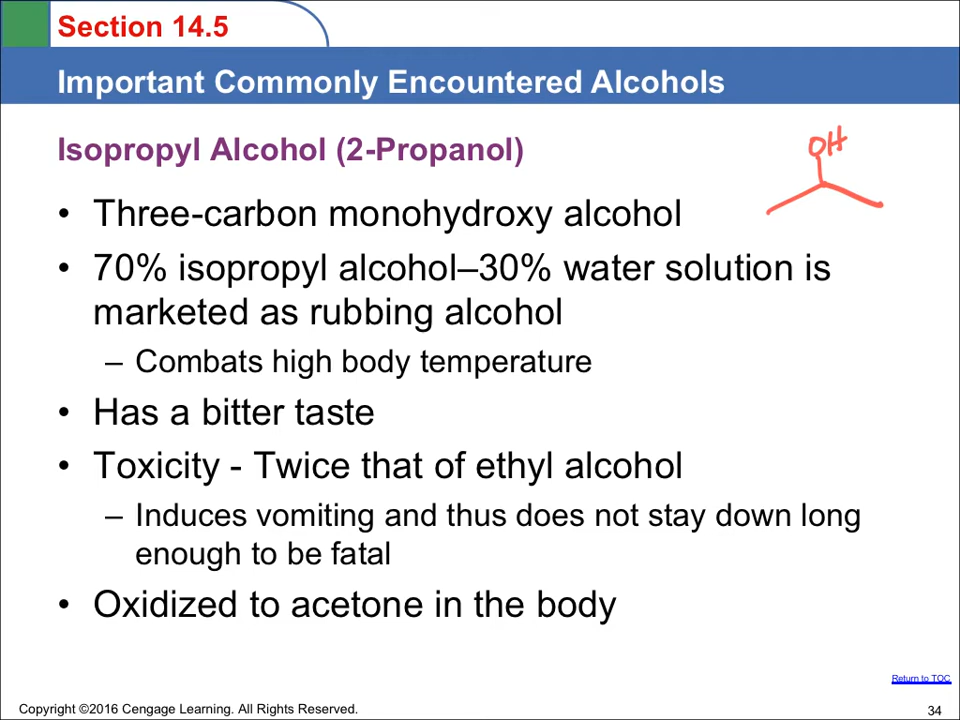 Section 14.5
Important Commonly Encountered Alcohols
Isopropyl Alcohol (2-Propanol)
OH
• Three-carbon monohydroxy alcohol
• 70% isopropyl alcohol–30% water solution is
marketed as rubbing alcohol
– Combats high body temperature
• Has a bitter taste
• Toxicity - Twice that of ethyl alcohol
– Induces vomiting and thus does not stay down long
enough to be fatal
• Oxidized to acetone in the body
Return to TOC
Copyright ©2016 Cengage Learning. All Rights Reserved.
34